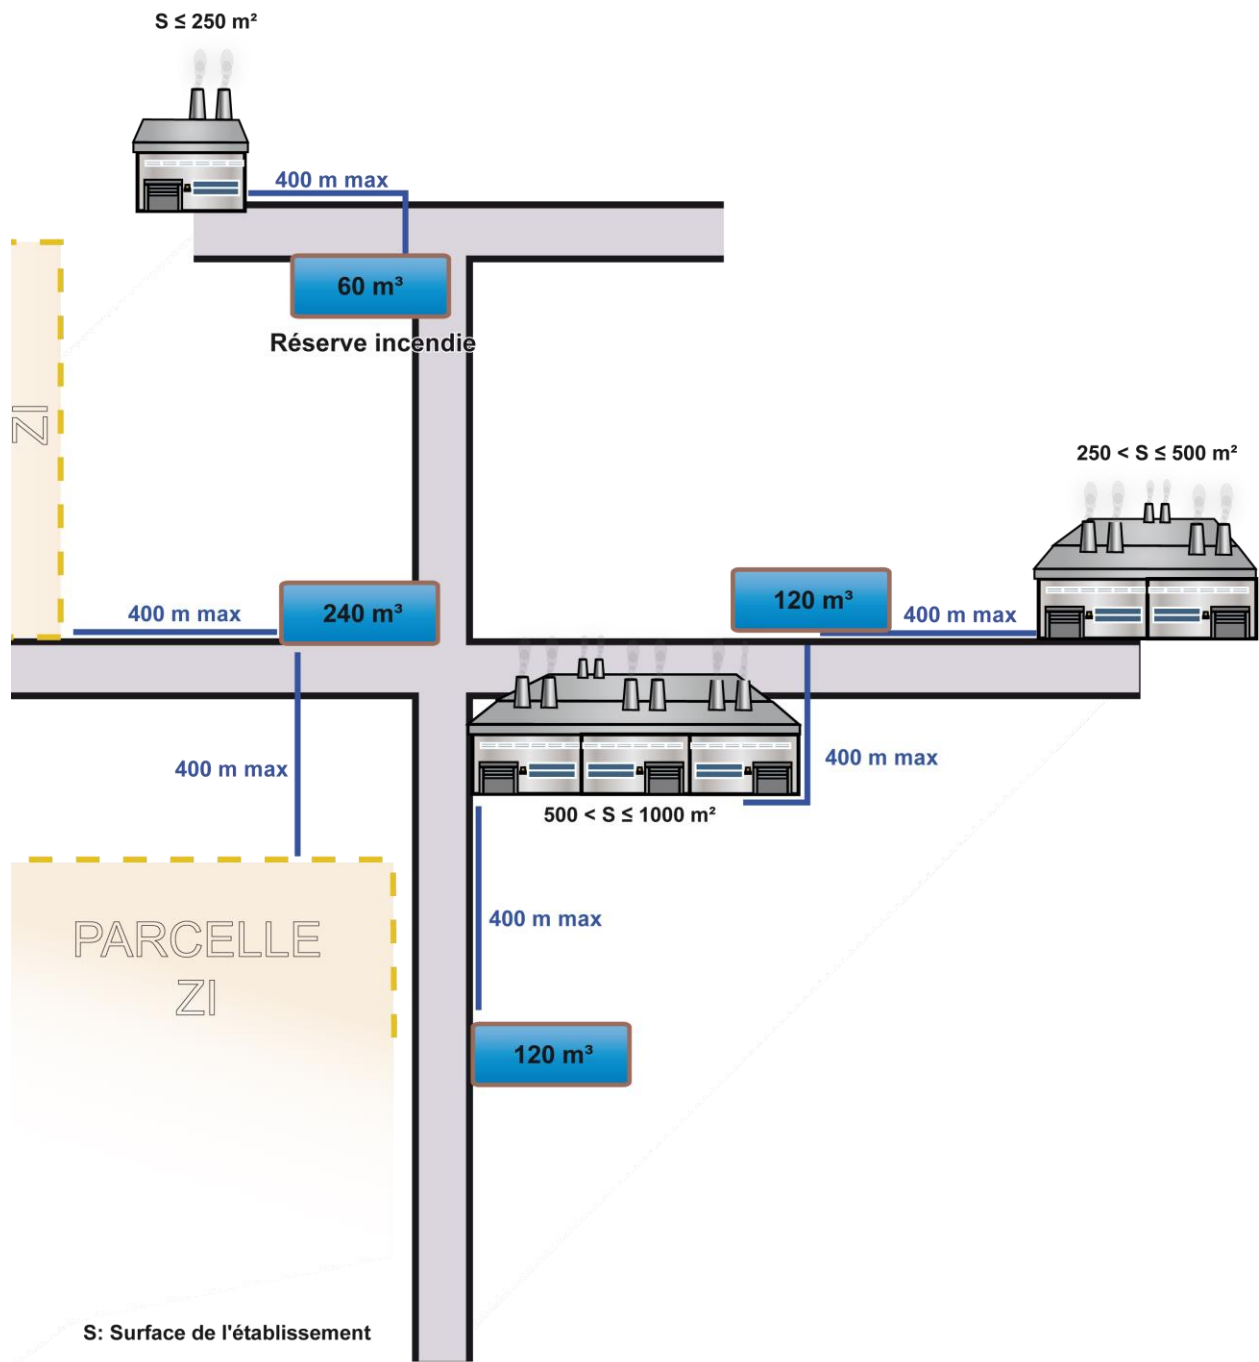 S ≤ 250 m²
400 m max
60 m³
Réserve incendie
ZI
250 < S ≤ 500 m²
400 m max
240 m³
120 m³
400 m max
400 m max
400 m max
500 < S ≤ 1000 m²
400 m max
PARCELLE
ZI
120 m³
S: Surface de l'établissement